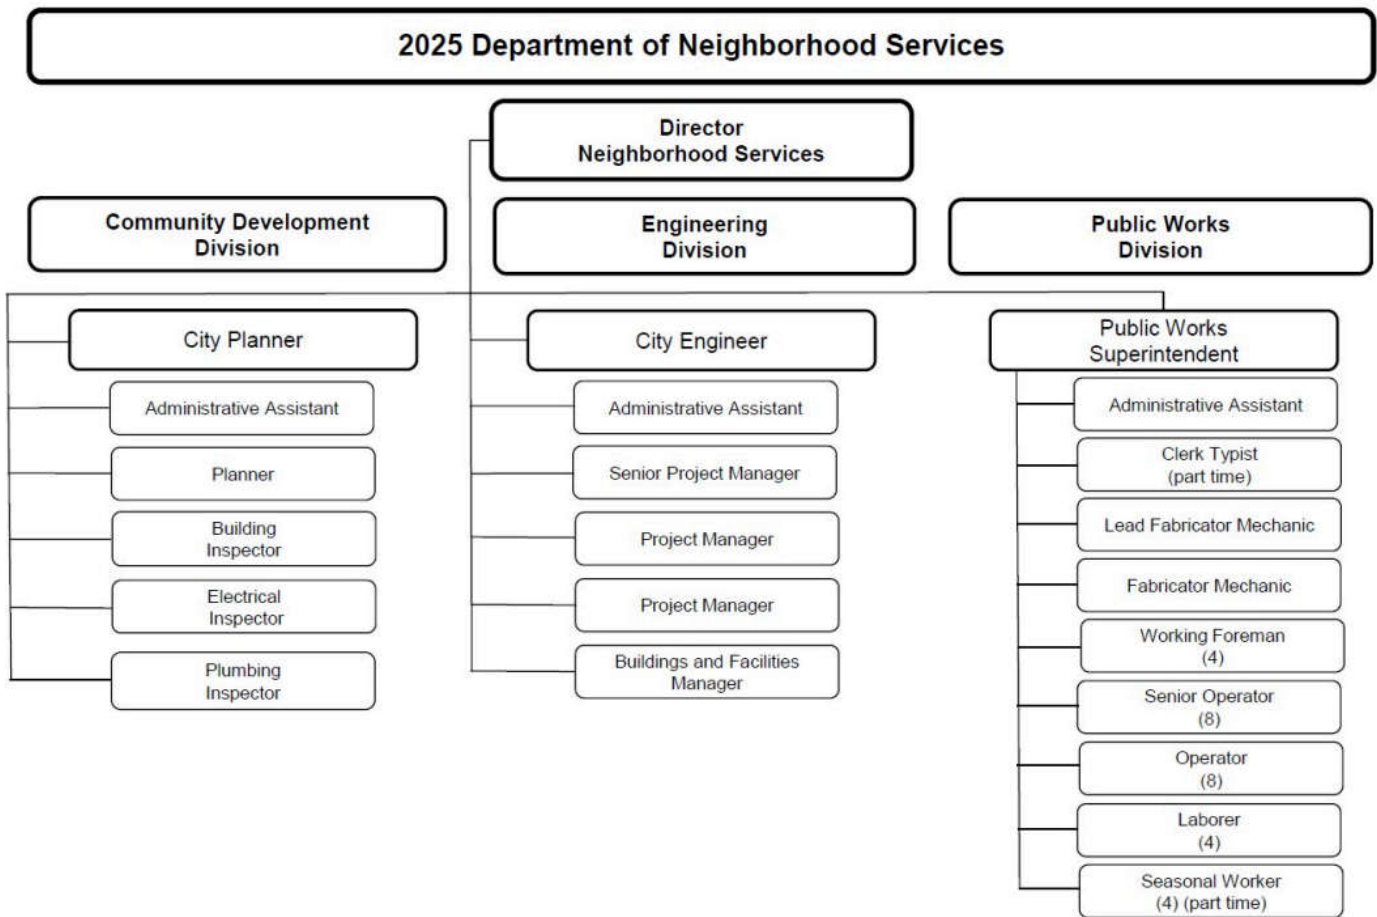 2025 Department of Neighborhood Services
Director
Neighborhood Services
Community Development
Division
Engineering
Division
Public Works
Division
City Planner
Administrative Assistant
Planner
Building
Inspector
Electrical
Inspector
Plumbing
Inspector
City Engineer
Administrative Assistant
Senior Project Manager
Project Manager
Project Manager
Buildings and Facilities
Manager
Public Works
Superintendent
Administrative Assistant
Clerk Typist
(part time)
Lead Fabricator Mechanic
Fabricator Mechanic
Working Foreman
(4)
Senior Operator
(8)
Operator
(8)
Laborer
(4)
Seasonal Worker
(4) (part time)